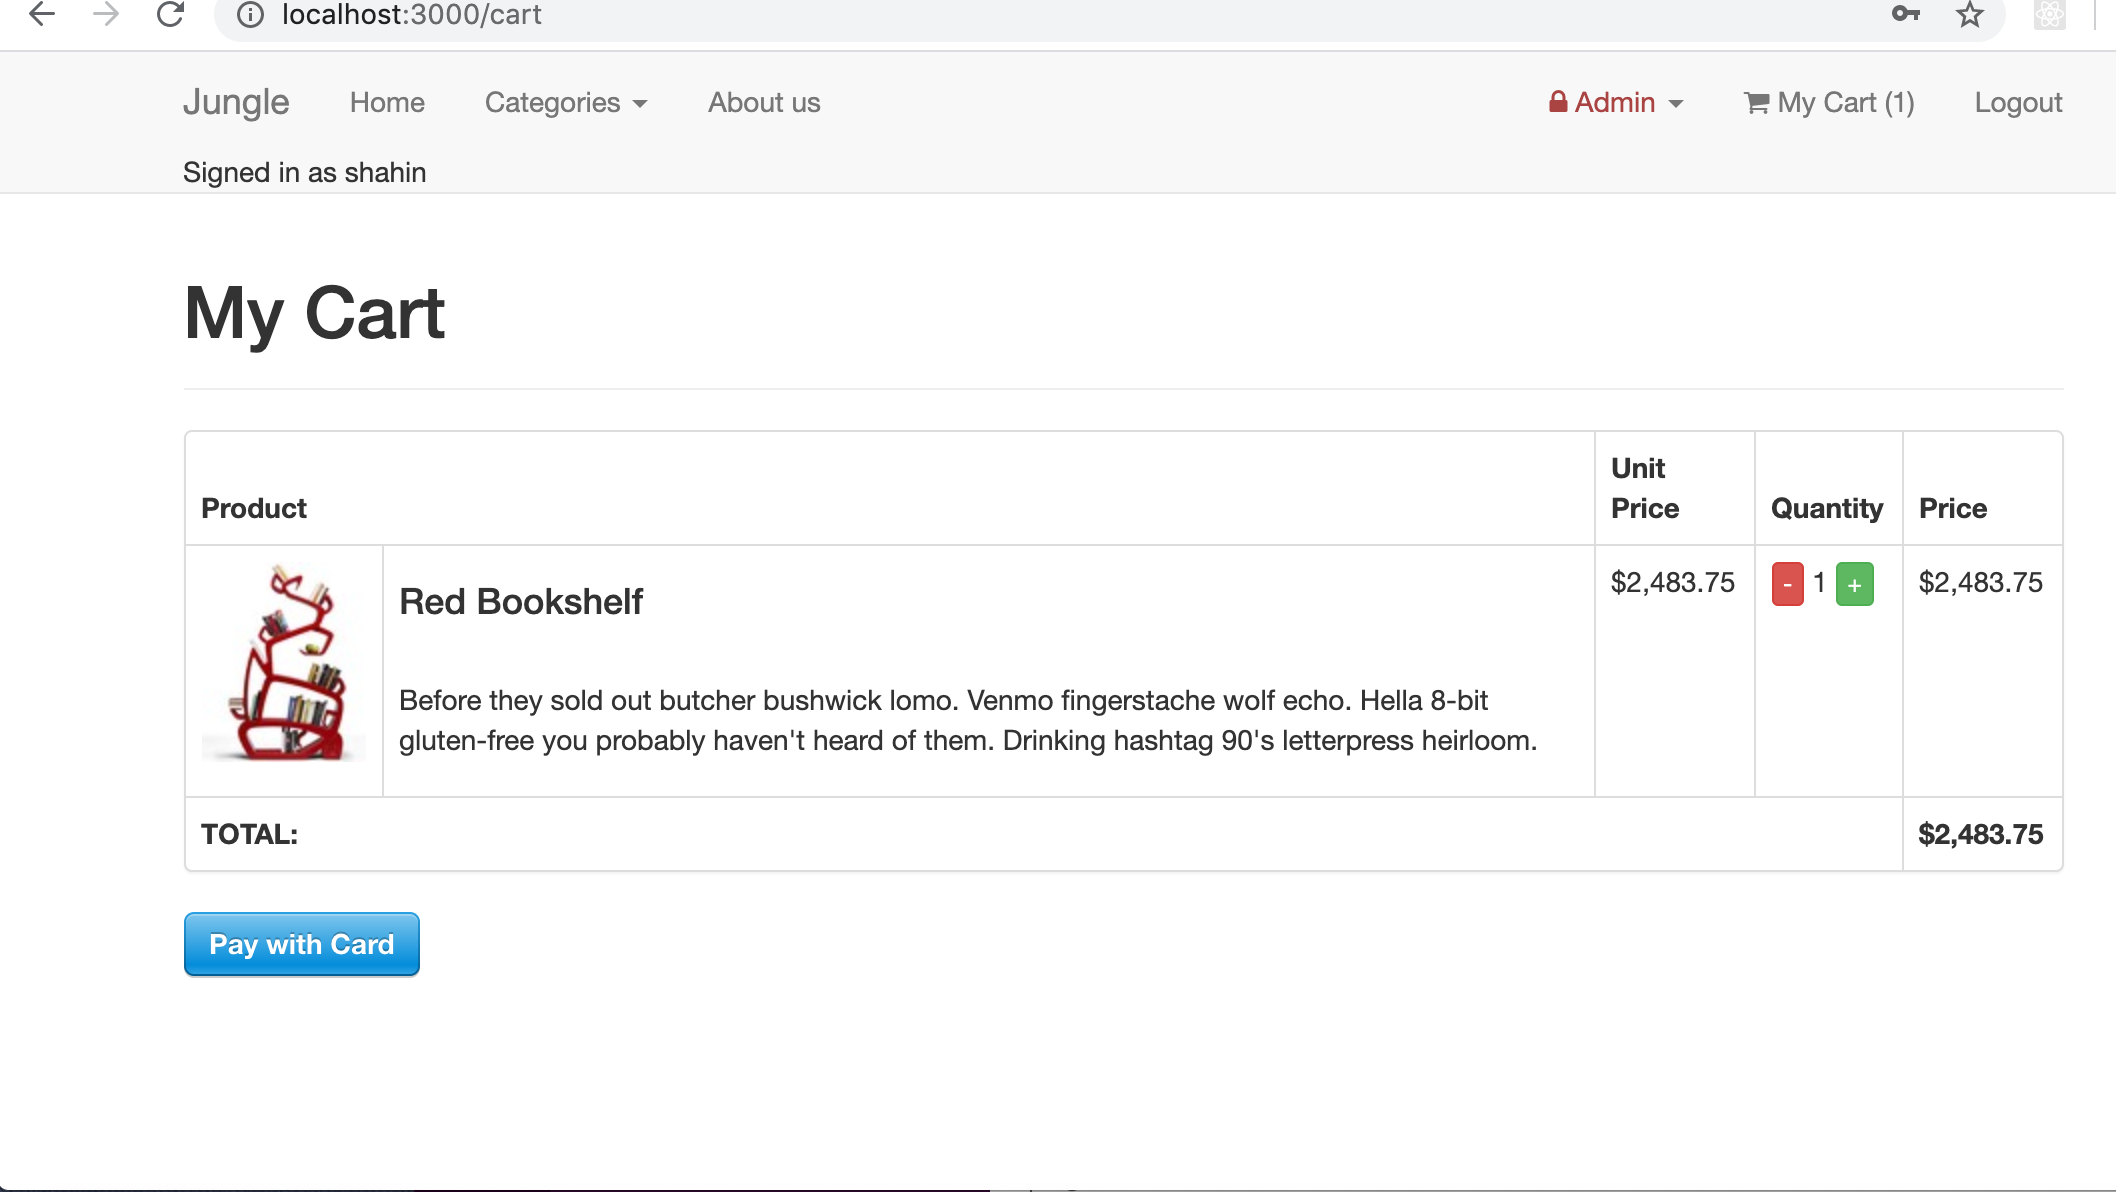 localhost:3000/cart
Jungle Home Categories About us Admin My Cart (1) Logout
Signed in as shahin
My Cart
Product Unit Price Quantity Price
Red Bookshelf $2,483.75 - 1 + $2,483.75
Before they sold out butcher bushwick lomo. Venmo fingerstache wolf echo. Hella 8-bit
gluten-free you probably haven't heard of them. Drinking hashtag 90's letterpress heirloom.
TOTAL: $2,483.75
Pay with Card